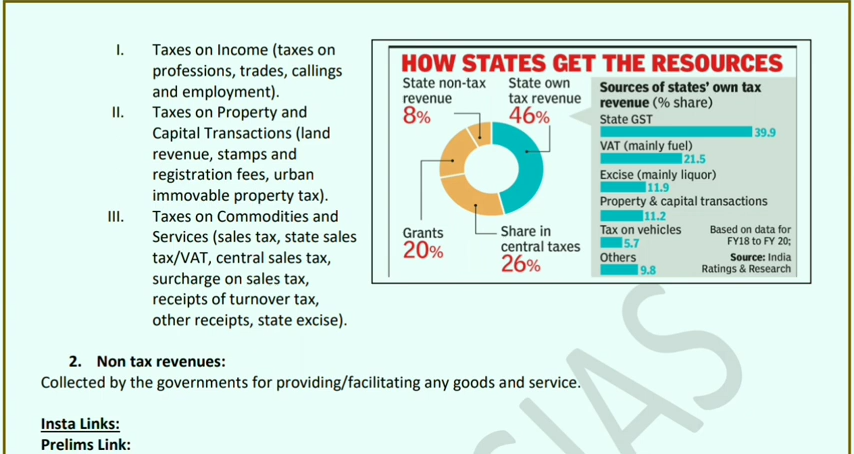 I. Taxes on Income (taxes on
professions, trades, callings
and employment).
II. Taxes on Property and
Capital Transactions (land
revenue, stamps and
registration fees, urban
immovable property tax).
III. Taxes on Commodities and
Services (sales tax, state sales
tax/VAT, central sales tax,
surcharge on sales tax,
receipts of turnover tax,
other receipts, state excise).
HOW STATES GET THE RESOURCES
State non-tax
revenue
8%
State own
tax revenue
46%
Grants
20%
Share in
central taxes
26%
Sources of states' own tax
revenue (% share)
State GST
39.9
VAT (mainly fuel)
21.5
Excise (mainly liquor)
11.9
Property & capital transactions
11.2
Tax on vehicles
5.7
Others
9.8
Based on data for
FY18 to FY 20;
Source: India
Ratings & Research
2. Non tax revenues:
Collected by the governments for providing/facilitating any goods and service.
Insta Links:
Prelims Link:
SIAS